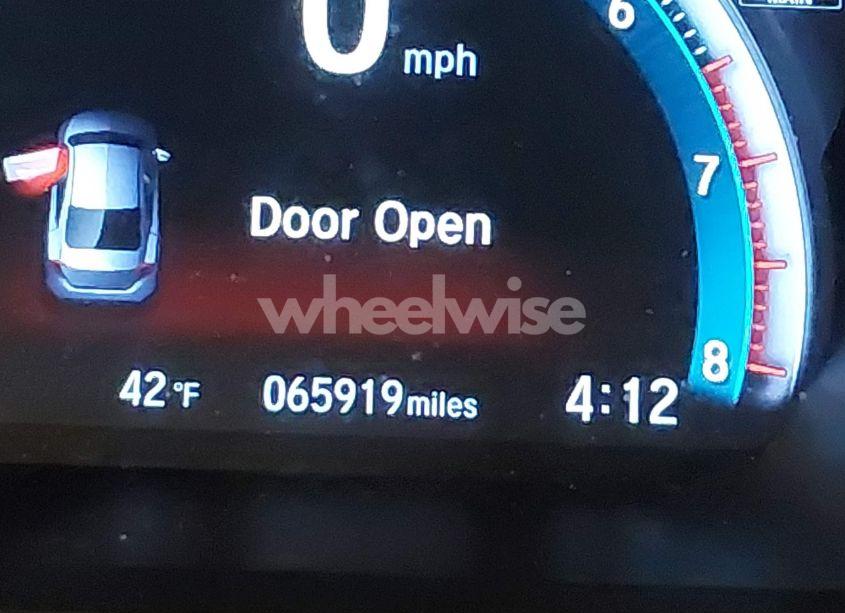 6
0 mph
7
Door Open
wheelwise
8
42°F 065919miles 4:12